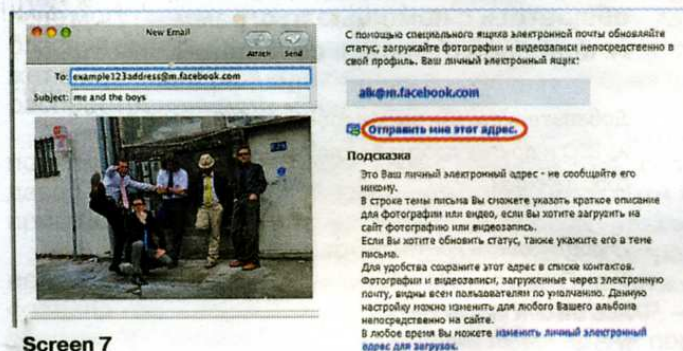 New Email
Attach Send
To: example123address@m.facebook.com
Subject: me and the boys
С помощью специального ящика электронной почты обновляйте
статус, загружайте фотографии и видеозаписи непосредственно в
свой профиль. Ваш личный электронный ящик:
alk@m.facebook.com
Отправить мне этот адрес.
Подсказка
Это Ваш личный электронный адрес - не сообщайте его
никому.
В строке темы письма Вы сможете указать краткое описание
для фотографии или видео, если Вы хотите загрузить на
сайт фотографию или видеозапись.
Если Вы хотите обновить статус, также укажите его в теме
письма.
Для удобства сохраните этот адрес в списке контактов.
Фотографии и видеозаписи, загруженные через электронную
почту, видны всем пользователям по умолчанию. Данную
настройку можно изменить для любого Вашего альбома
непосредственно на сайте.
В любое время Вы можете изменить личный электронный
адрес для загрузок.
Screen 7